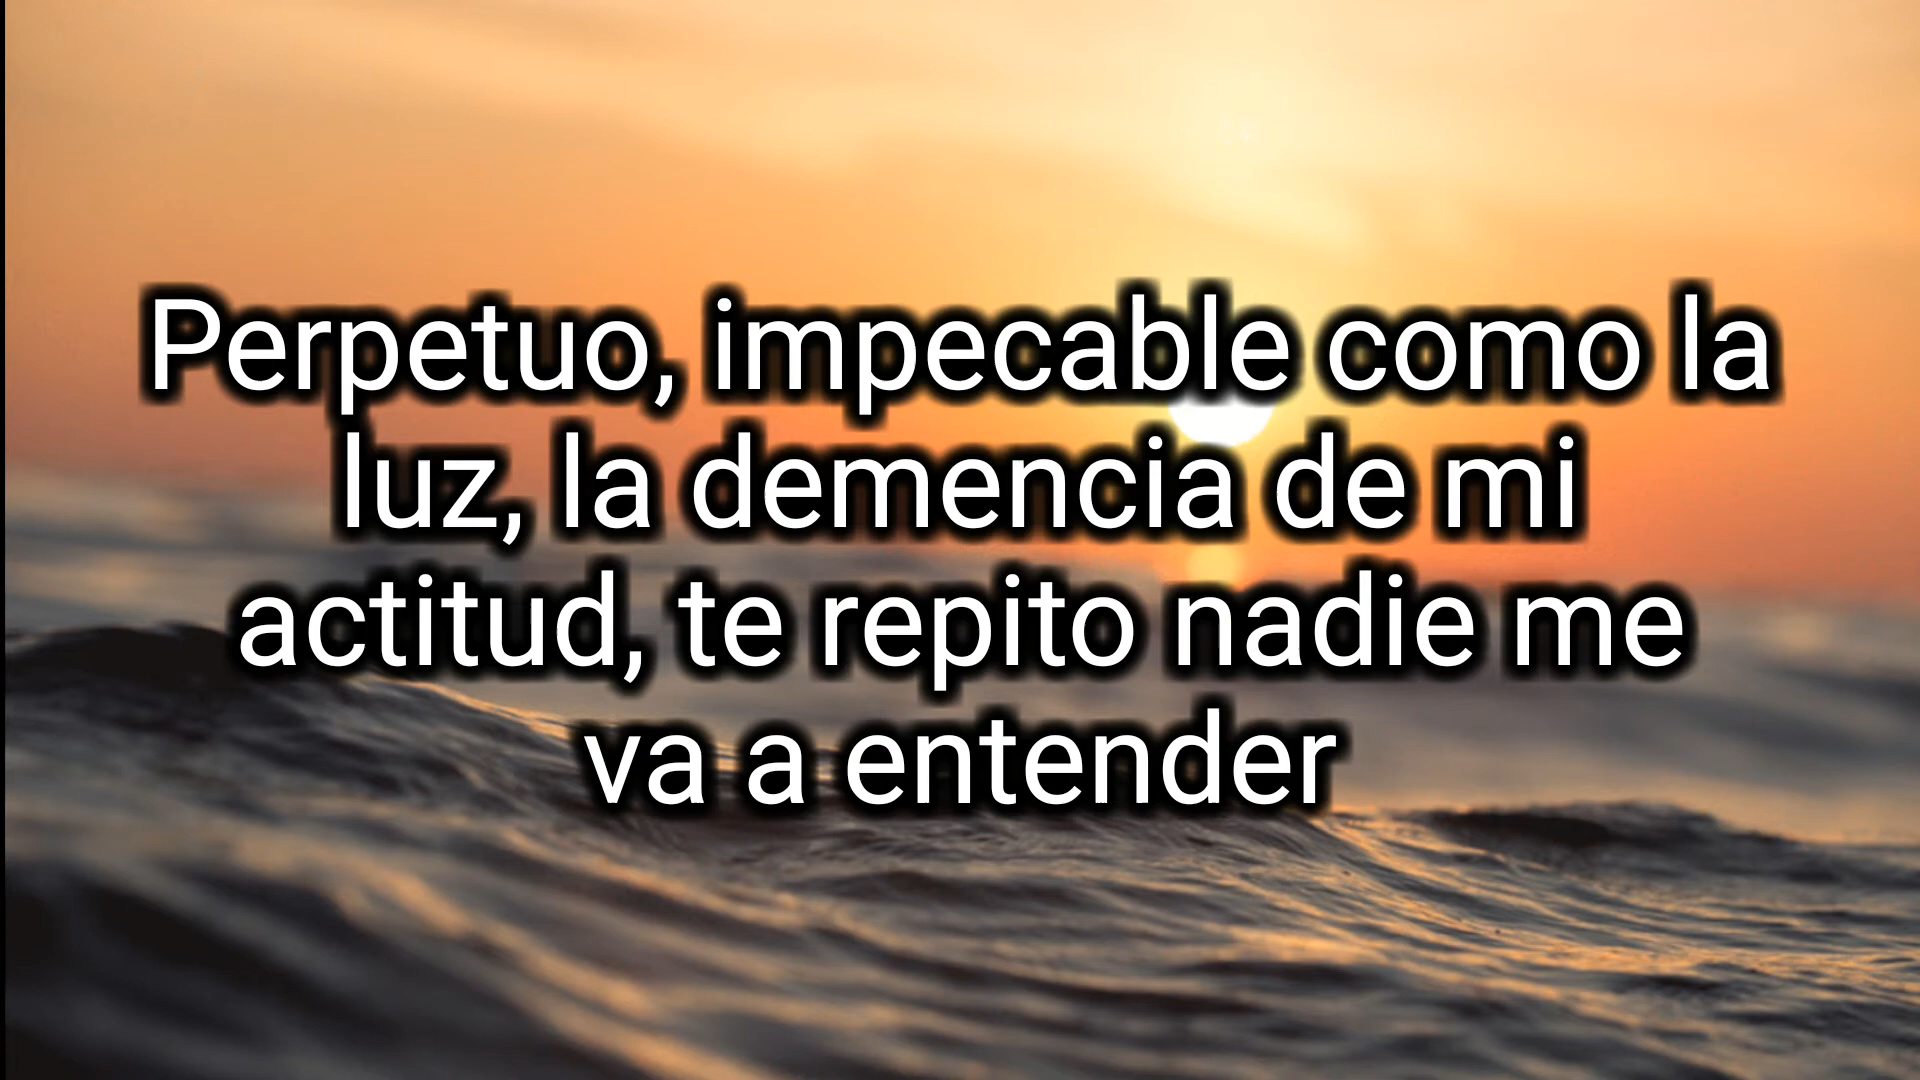 Perpetuo, impecable como la
luz, la demencia de mi
actitud, te repito nadie me
va a entender